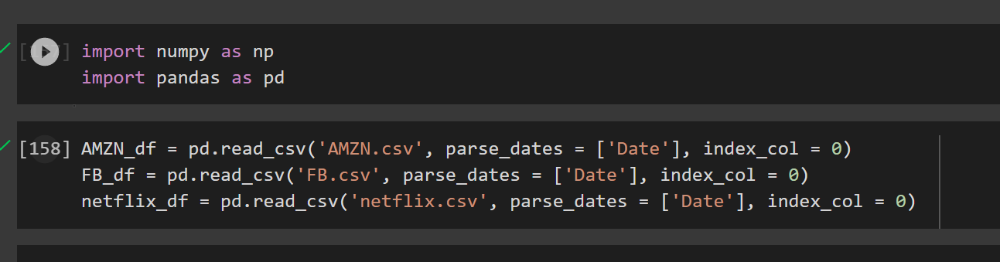 import numpy as np
import pandas as pd
[158] AMZN_df = pd.read_csv('AMZN.csv', parse_dates = ['Date'], index_col = 0)
FB_df = pd.read_csv('FB.csv', parse_dates = ['Date'], index_col = 0)
netflix_df = pd.read_csv('netflix.csv', parse_dates = ['Date'], index_col = 0)